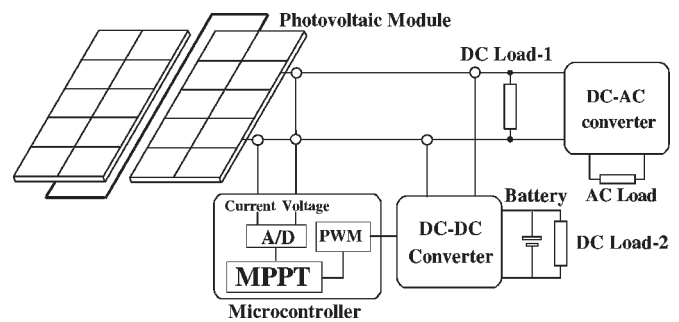 Photovoltaic Module
DC Load-1
DC-AC
converter
AC Load
Current Voltage
A/D
PWM
MPPT
Microcontroller
DC-DC
Converter
Battery
DC Load-2